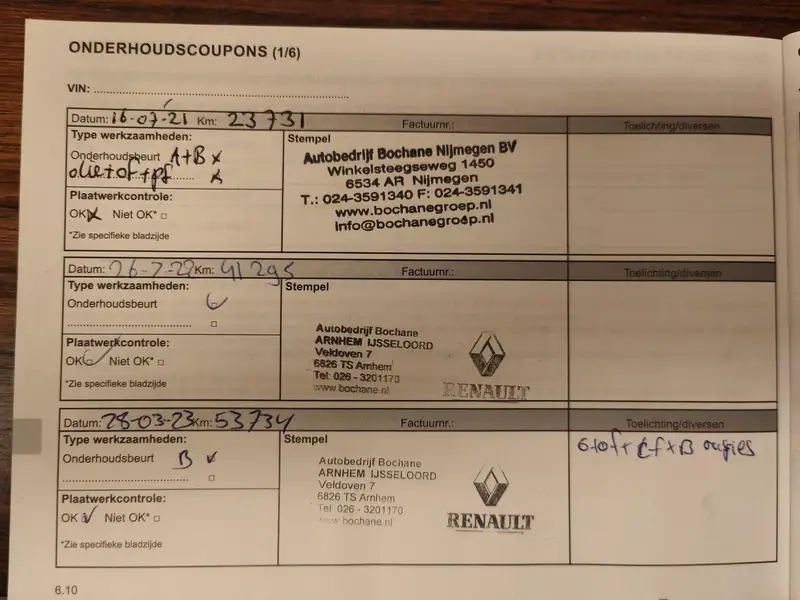 ONDERHOUDSCOUPONS (1/6)
VIN:
Datum: 16-07-21 Km: 23731 Factuurnr.: Toelichting/diversen
Type werkzaamheden:
Stempel
Onderhoudsbeurt A+B x
olie+of+pf x
Plaatwerkcontrole:
OK x Niet OK*
*Zie specifieke bladzijde
Autobedrijf Bochane Nijmegen BV
Winkelsteegseweg 1450
6534 AR Nijmegen
T.: 024-3591340 F: 024-3591341
www.bochanegroep.nl
info@bochanegroep.nl
Datum: 26-7-22 Km: 41295 Factuurnr.: Toelichting/diversen
Type werkzaamheden:
Stempel
Onderhoudsbeurt
Plaatwerkcontrole:
OK Niet OK*
*Zie specifieke bladzijde
Autobedrijf Bochane
ARNHEM IJSSELOORD
Veldoven 7
6826 TS Arnhem
Tel: 026 - 3201170
www.bochane.nl
RENAULT
Datum: 28-03-23 Km: 53734 Factuurnr.: Toelichting/diversen
Type werkzaamheden:
Stempel
Onderhoudsbeurt B
Plaatwerkcontrole:
OK Niet OK*
*Zie specifieke bladzijde
Autobedrijf Bochane
ARNHEM IJSSELOORD
Veldoven 7
6826 TS Arnhem
Tel 026 - 3201170
www bochane nl
RENAULT
6.10